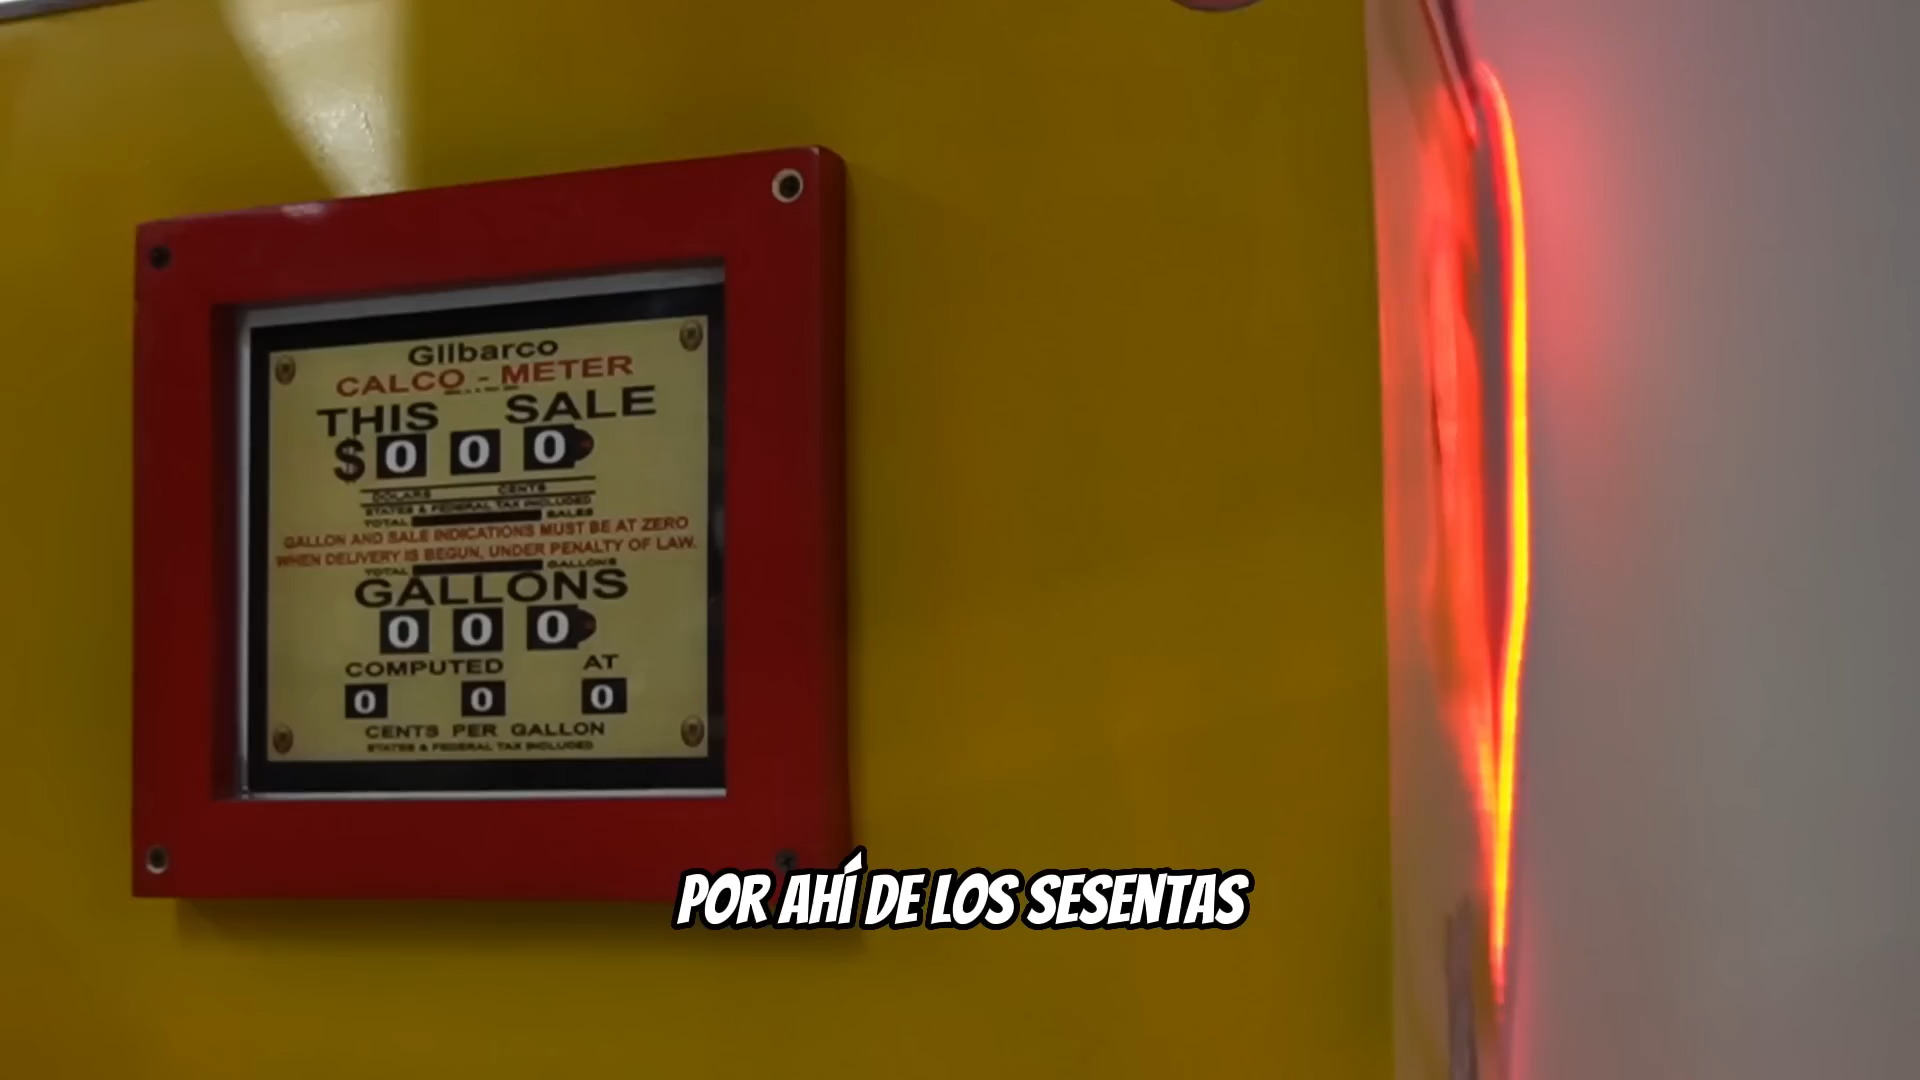 Gilbarco
CALCO - METER
THIS SALE
$ 0 0 0
DOLARS CENTS
STATES & FEDERAL TAX INCLUDED
TOTAL SALES
GALLON AND SALE INDICATIONS MUST BE AT ZERO
WHEN DELIVERY IS BEGUN, UNDER PENALTY OF LAW.
TOTAL GALLONS
GALLONS
0 0 0
COMPUTED AT
0 0 0
CENTS PER GALLON
STATES & FEDERAL TAX INCLUDED
POR AHÍ DE LOS SESENTAS